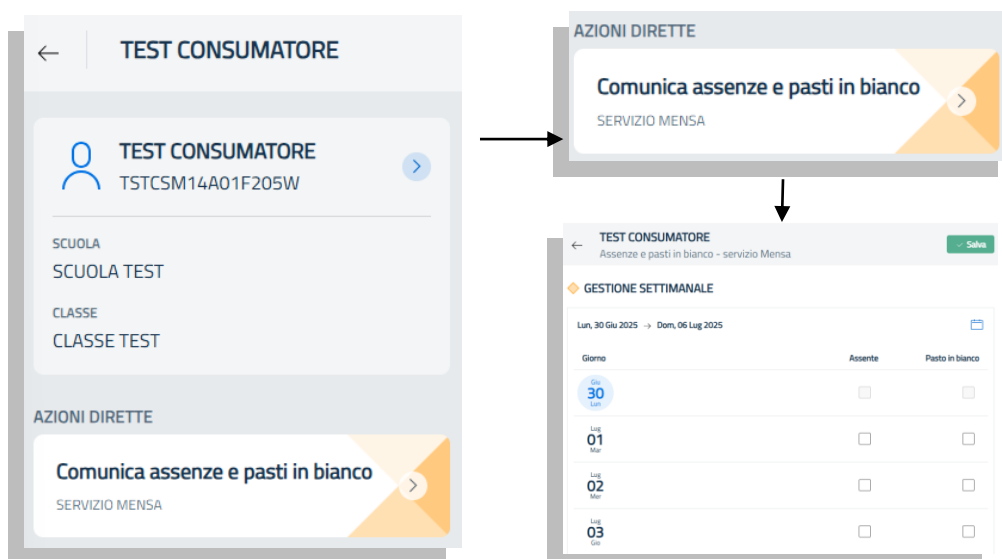 TEST CONSUMATORE
TEST CONSUMATORE
TSTCSM14A01F205W
SCUOLA
SCUOLA TEST
CLASSE
CLASSE TEST
AZIONI DIRETTE
Comunica assenze e pasti in bianco
SERVIZIO MENSA
AZIONI DIRETTE
Comunica assenze e pasti in bianco
SERVIZIO MENSA
TEST CONSUMATORE
Assenze e pasti in bianco - servizio Mensa
Salva
GESTIONE SETTIMANALE
Lun, 30 Giu 2025 → Dom, 06 Lug 2025
Giorno Assente Pasto in bianco
Giu
30
Lun
Lug
01
Mar
Lug
02
Mer
Lug
03
Gio